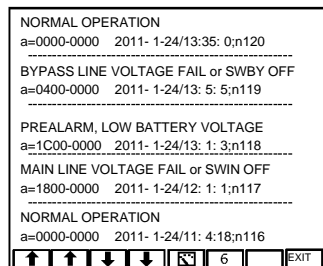 NORMAL OPERATION
a=0000-0000 2011- 1-24/13:35: 0;n120
BYPASS LINE VOLTAGE FAIL or SWBY OFF
a=0400-0000 2011- 1-24/13: 5: 5;n119
PREALARM, LOW BATTERY VOLTAGE
a=1C00-0000 2011- 1-24/13: 1: 3;n118
MAIN LINE VOLTAGE FAIL or SWIN OFF
a=1800-0000 2011- 1-24/12: 1: 1;n117
NORMAL OPERATION
a=0000-0000 2011- 1-24/11: 4:18;n116
6 EXIT